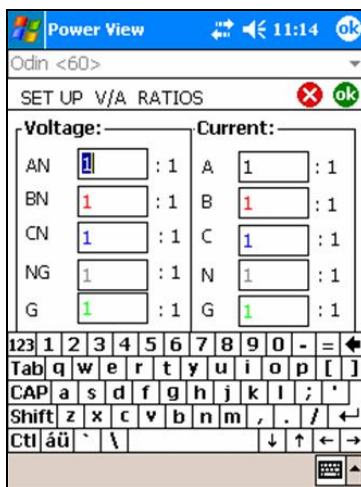 Power View 11:14 ok
Odin <60>
SET UP V/A RATIOS ok
Voltage: Current:
AN 1 : 1 A 1 : 1
BN 1 : 1 B 1 : 1
CN 1 : 1 C 1 : 1
NG 1 : 1 N 1 : 1
G 1 : 1 G 1 : 1
123 1 2 3 4 5 6 7 8 9 0 - = ←
Tab q w e r t y u i o p [ ]
CAP a s d f g h j k l ; '
Shift z x c v b n m , . / ↵
Ctl áü ` \ ↓ ↑ ← →